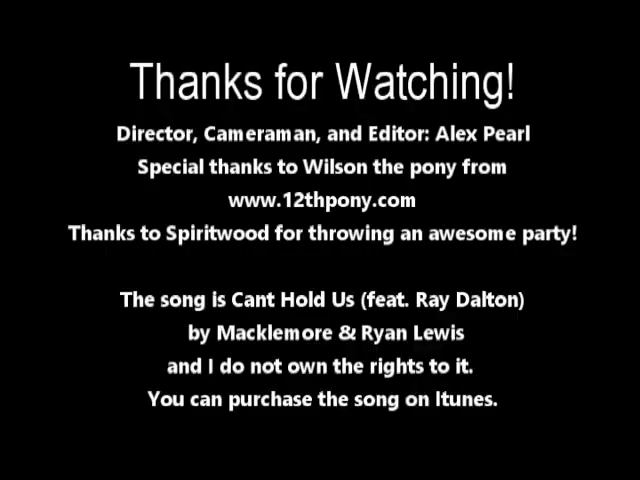 Thanks for Watching!
Director, Cameraman, and Editor: Alex Pearl
Special thanks to Wilson the pony from
www.12thpony.com
Thanks to Spiritwood for throwing an awesome party!
The song is Cant Hold Us (feat. Ray Dalton)
by Macklemore & Ryan Lewis
and I do not own the rights to it.
You can purchase the song on Itunes.